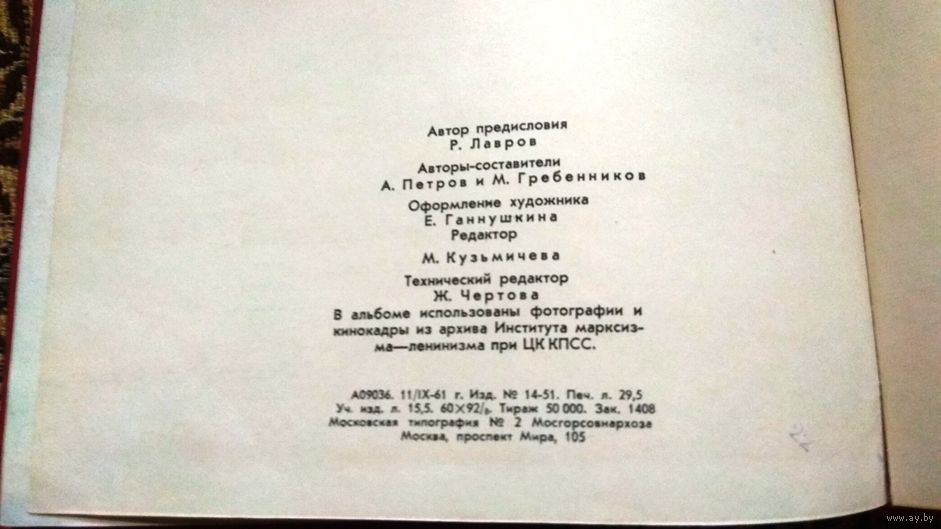 Автор предисловия
Р. Лавров
Авторы-составители
А. Петров и М. Гребенников
Оформление художника
Е. Ганнушкина
Редактор
М. Кузьмичева
Технический редактор
Ж. Чертова
В альбоме использованы фотографии и
кинокадры из архива Института марксиз-
ма—ленинизма при ЦК КПСС.
А09036. 11/IX-61 г. Изд. № 14-51. Печ. л. 29,5
Уч. изд. л. 15,5. 60×92/₈. Тираж 50 000. Зак. 1408
Московская типография № 2 Мосгорсовнархоза
Москва, проспект Мира, 105
www.ay.by